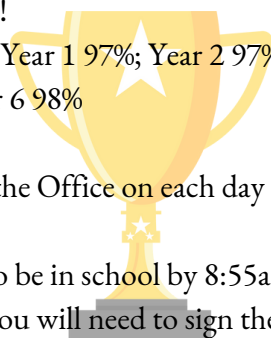 !
Year 1 97%; Year 2 97%
6 98%
the Office on each day
be in school by 8:55a
ou will need to sign the